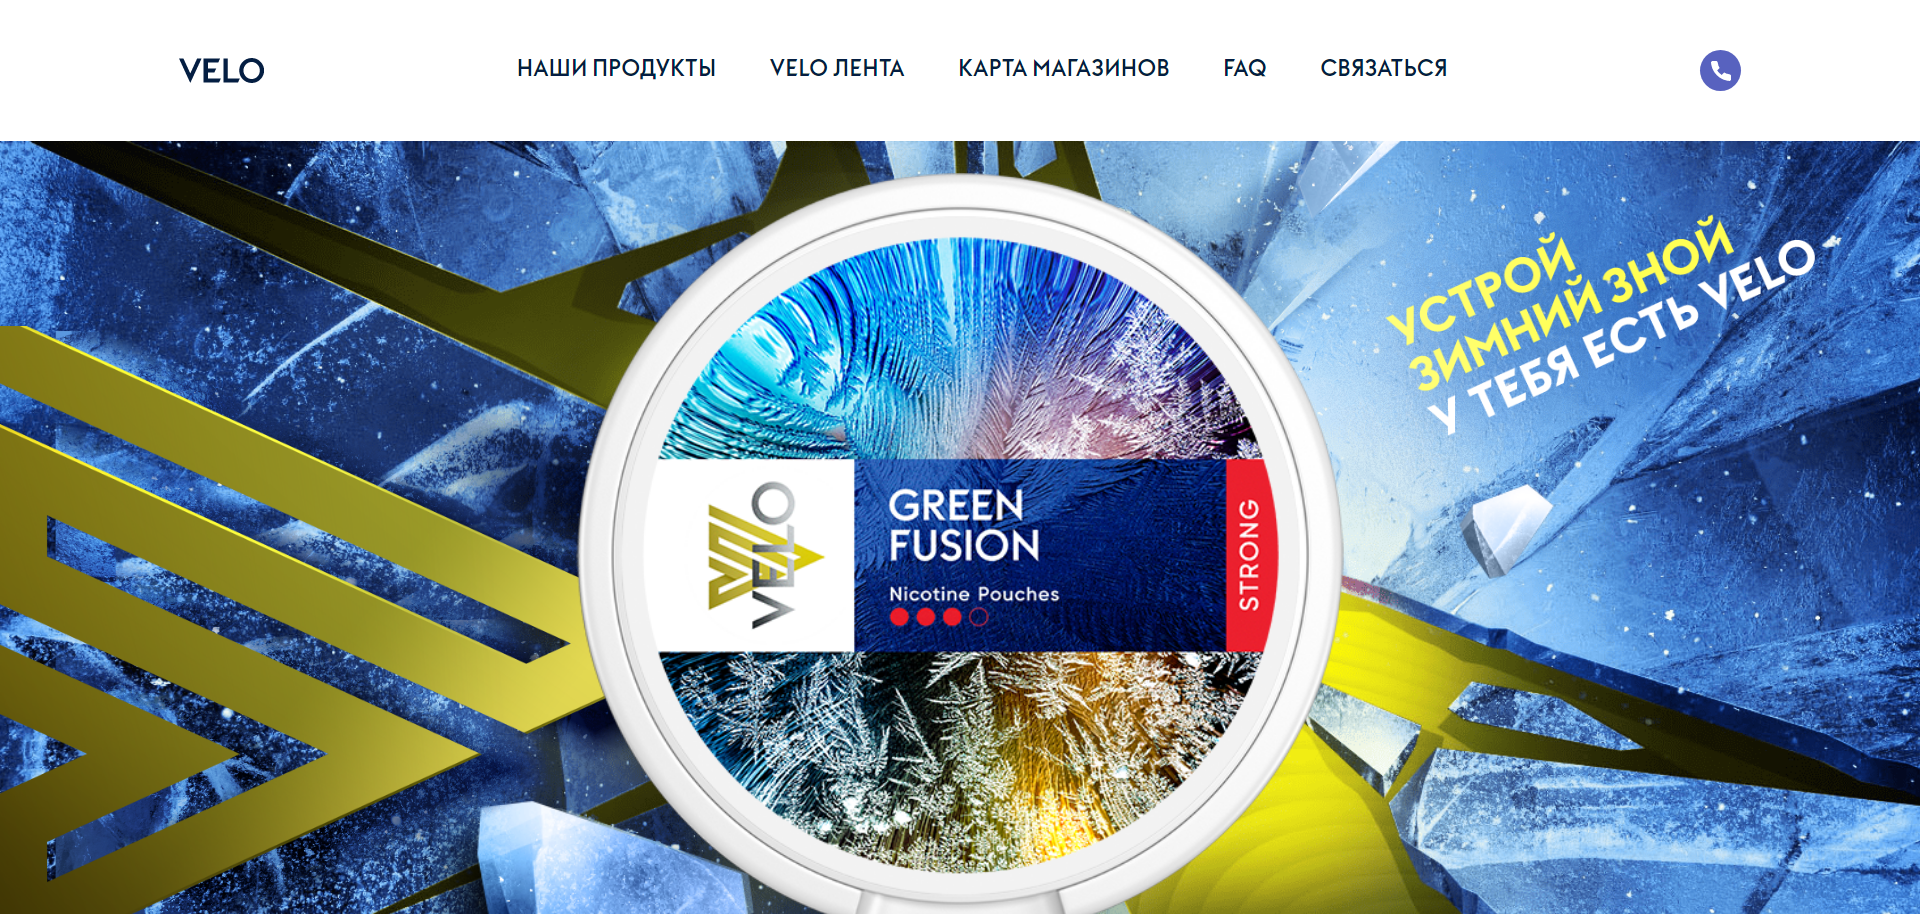 VELO
НАШИ ПРОДУКТЫ
VELO ЛЕНТА
КАРТА МАГАЗИНОВ
FAQ
СВЯЗАТЬСЯ
УСТРОЙ
ЗИМНИЙ ЗНОЙ
У ТЕБЯ ЕСТЬ VELO
VELO
GREEN
FUSION
Nicotine Pouches
STRONG